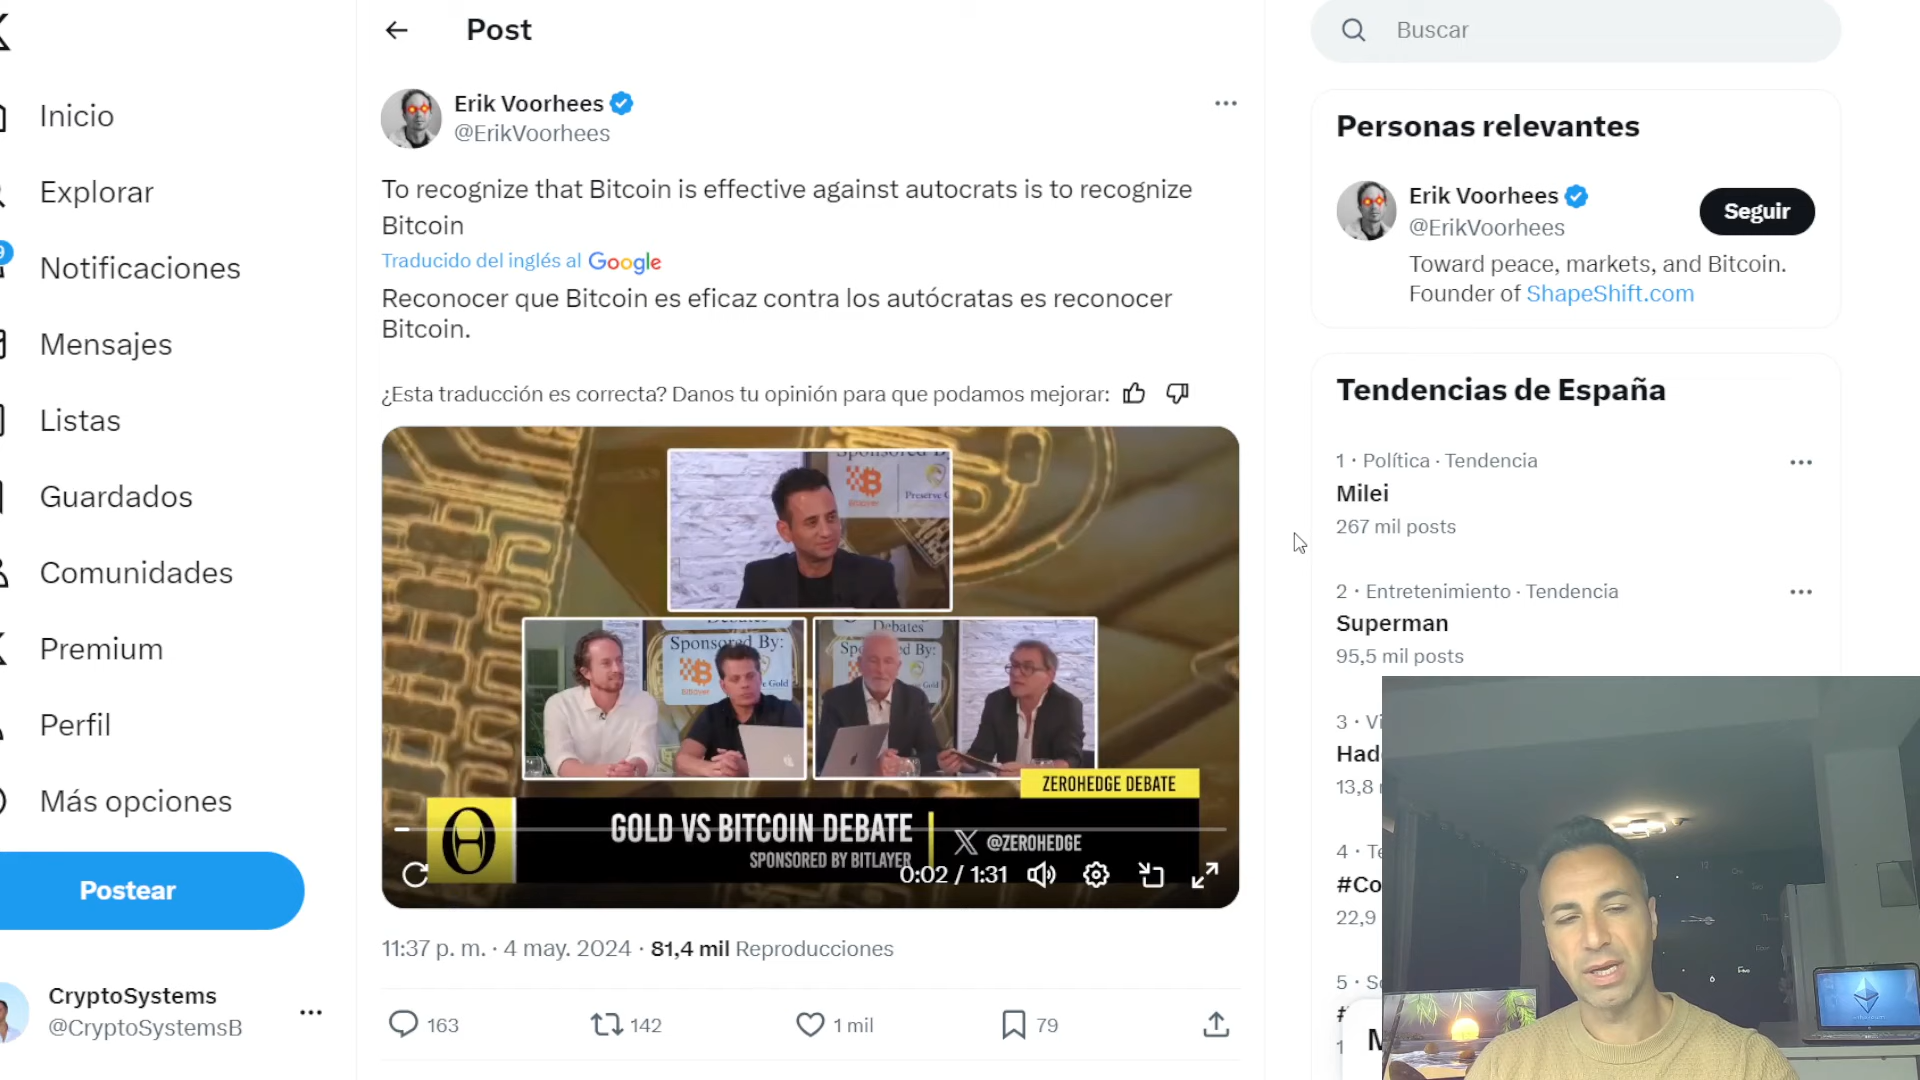 Inicio
Explorar
Notificaciones
Mensajes
Listas
Guardados
Comunidades
Premium
Perfil
Más opciones
Postear
CryptoSystems
@CryptoSystemsB
Post
Erik Voorhees
@ErikVoorhees
To recognize that Bitcoin is effective against autocrats is to recognize
Bitcoin
Traducido del inglés al Google
Reconocer que Bitcoin es eficaz contra los autócratas es reconocer
Bitcoin.
¿Esta traducción es correcta? Danos tu opinión para que podamos mejorar:
Sponsored By
Preserve G
Debates
Sponsored By:
Bitlayer
Gold
Debates
Sp d By:
Gold
ZEROHEDGE DEBATE
GOLD VS BITCOIN DEBATE
SPONSORED BY BITLAYER
@ZEROHEDGE
0:02 / 1:31
11:37 p. m. · 4 may. 2024 · 81,4 mil Reproducciones
163
142
1 mil
79
Buscar
Personas relevantes
Erik Voorhees
@ErikVoorhees
Seguir
Toward peace, markets, and Bitcoin.
Founder of ShapeShift.com
Tendencias de España
1 · Política · Tendencia
Milei
267 mil posts
2 · Entretenimiento · Tendencia
Superman
95,5 mil posts
3 · Vi
Had
13,8
4 · Te
#Co
22,9
5 · So
#
M